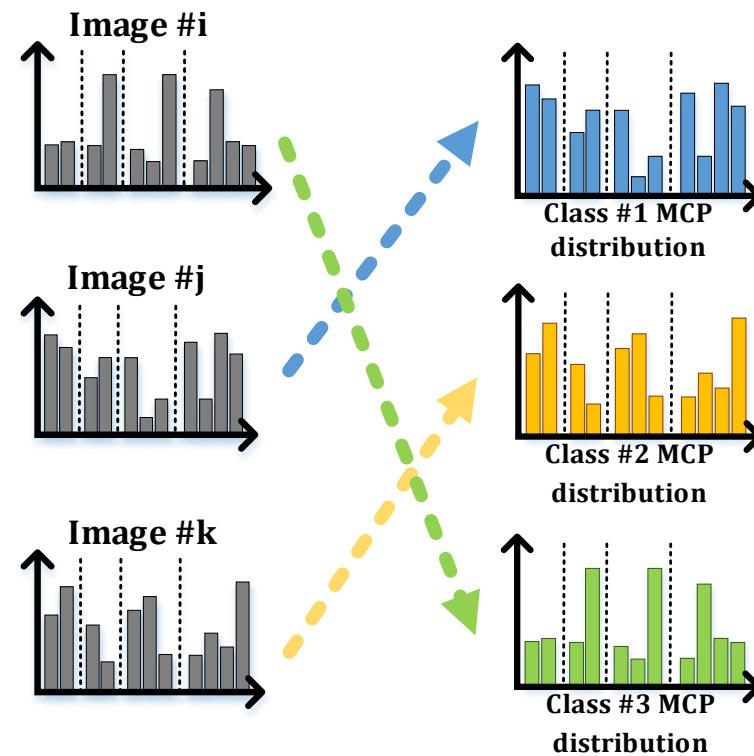 Image #i
Class #1 MCP
distribution
Image #j
Class #2 MCP
distribution
Image #k
Class #3 MCP
distribution